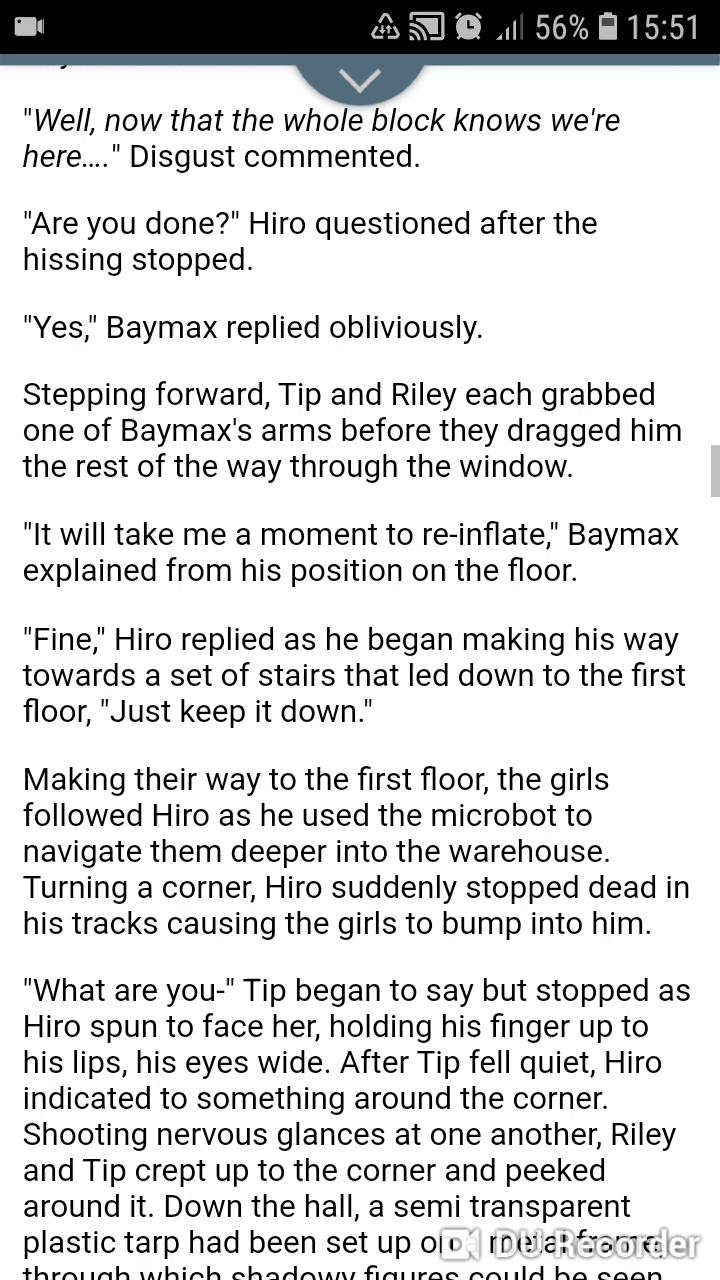 56% 15:51
"Well, now that the whole block knows we're
here...." Disgust commented.
"Are you done?" Hiro questioned after the
hissing stopped.
"Yes," Baymax replied obliviously.
Stepping forward, Tip and Riley each grabbed
one of Baymax's arms before they dragged him
the rest of the way through the window.
"It will take me a moment to re-inflate," Baymax
explained from his position on the floor.
"Fine," Hiro replied as he began making his way
towards a set of stairs that led down to the first
floor, "Just keep it down."
Making their way to the first floor, the girls
followed Hiro as he used the microbot to
navigate them deeper into the warehouse.
Turning a corner, Hiro suddenly stopped dead in
his tracks causing the girls to bump into him.
"What are you-" Tip began to say but stopped as
Hiro spun to face her, holding his finger up to
his lips, his eyes wide. After Tip fell quiet, Hiro
indicated to something around the corner.
Shooting nervous glances at one another, Riley
and Tip crept up to the corner and peeked
around it. Down the hall, a semi transparent
plastic tarp had been set up on metal frame,
DU Recorder
through which shadowy figures could be seen